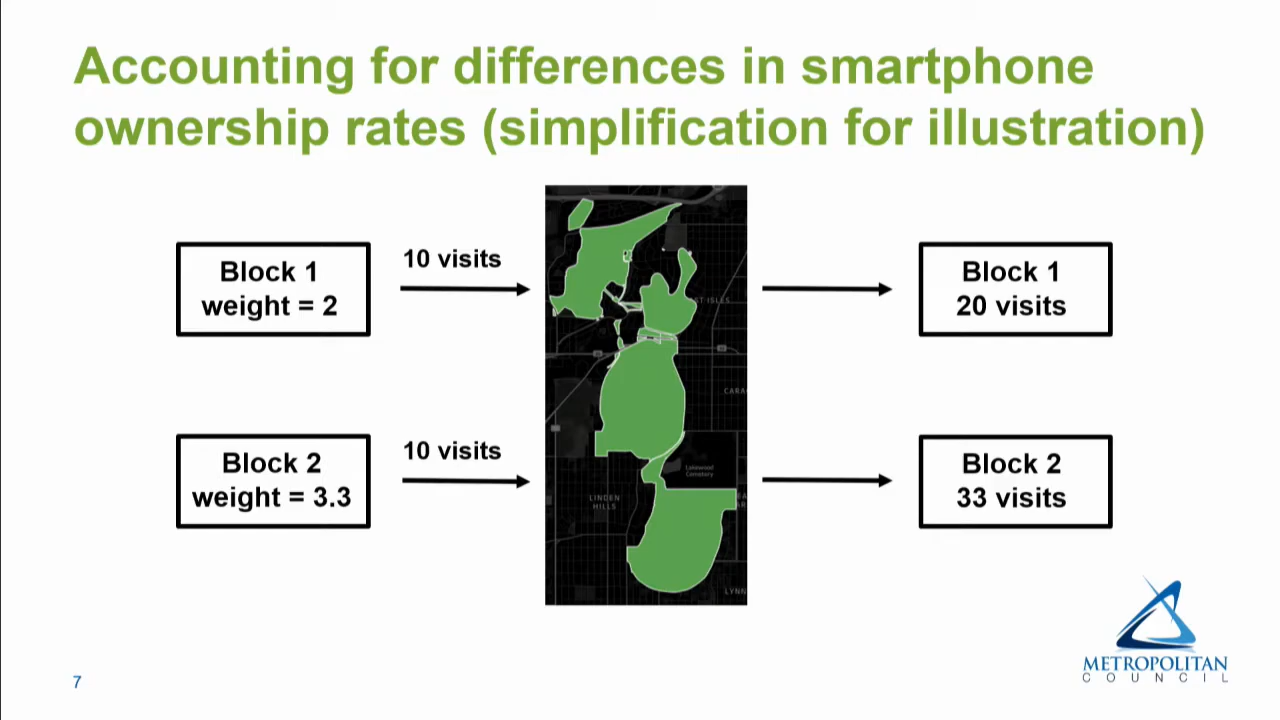 Accounting for differences in smartphone
ownership rates (simplification for illustration)
Block 1
weight = 2
10 visits
Block 1
20 visits
Block 2
weight = 3.3
10 visits
Block 2
33 visits
Lakewood
Cemetery
LINDEN
HILLS
METROPOLITAN
COUNCIL
7